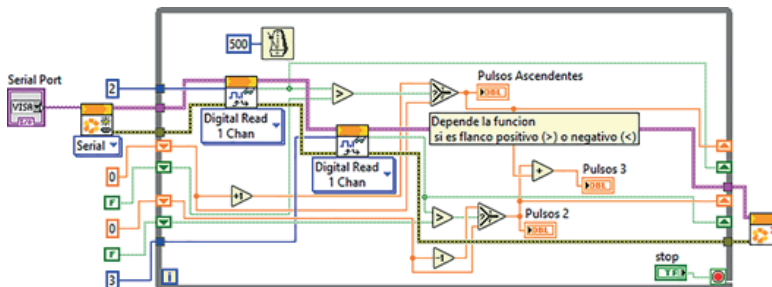 500
Serial Port
VISA
I/O
2
Serial
Digital Read
1 Chan
Digital Read
1 Chan
>
?
Pulsos Ascendentes
DBL
Depende la funcion
si es flanco positivo (>) o negativo (<)
0
F
0
F
3
+1
>
?
-1
+
Pulsos 3
DBL
Pulsos 2
DBL
i
stop
TF